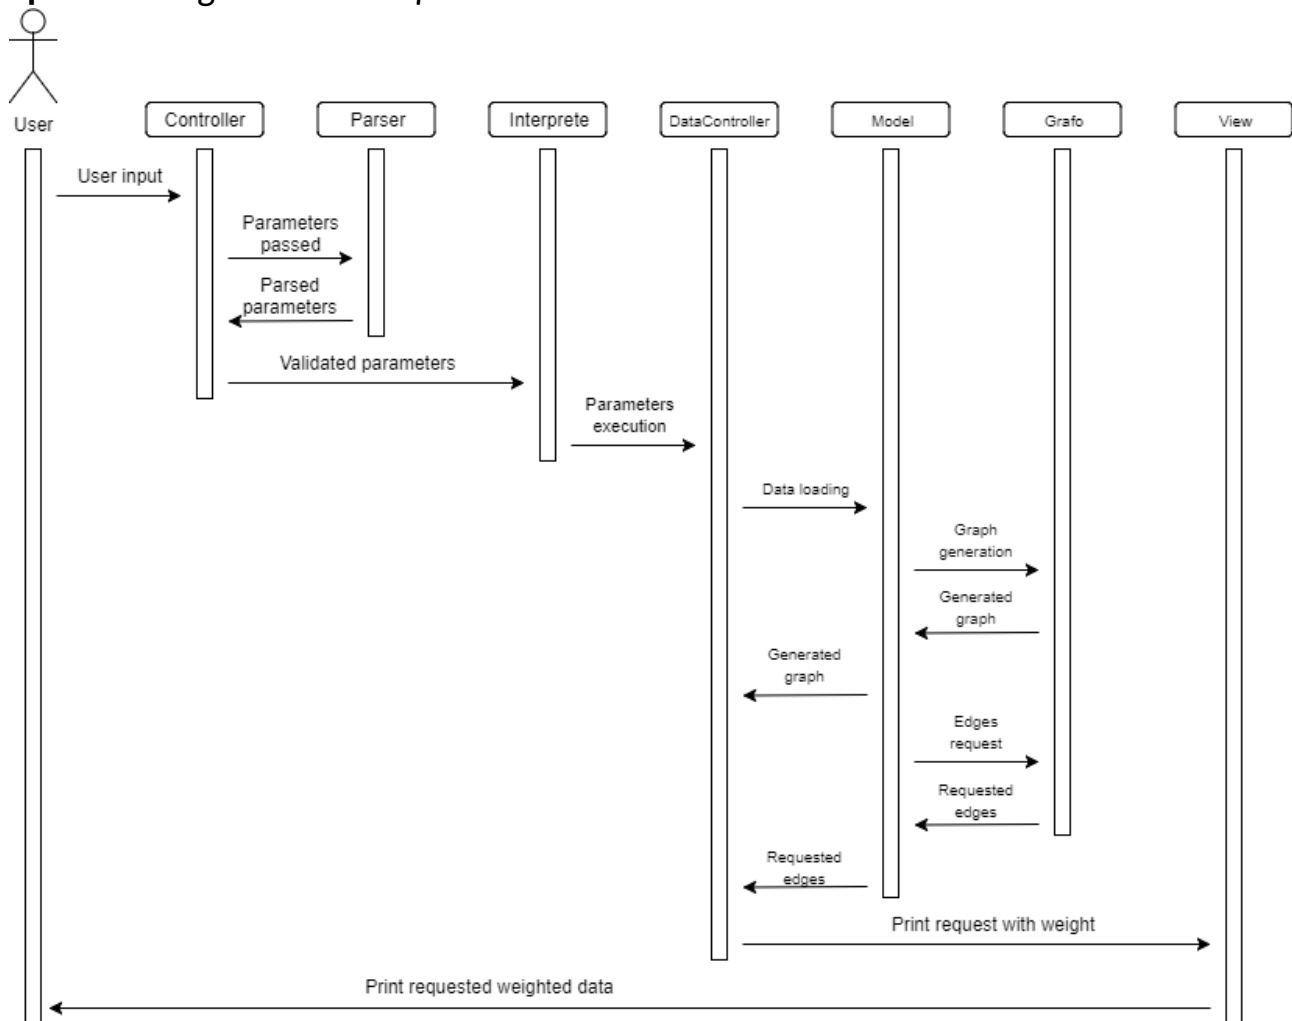 User
Controller
Parser
Interprete
DataController
Model
Grafo
View
User input
Parameters
passed
Parsed
parameters
Validated parameters
Parameters
execution
Data loading
Graph
generation
Generated
graph
Generated
graph
Edges
request
Requested
edges
Requested
edges
Print request with weight
Print requested weighted data